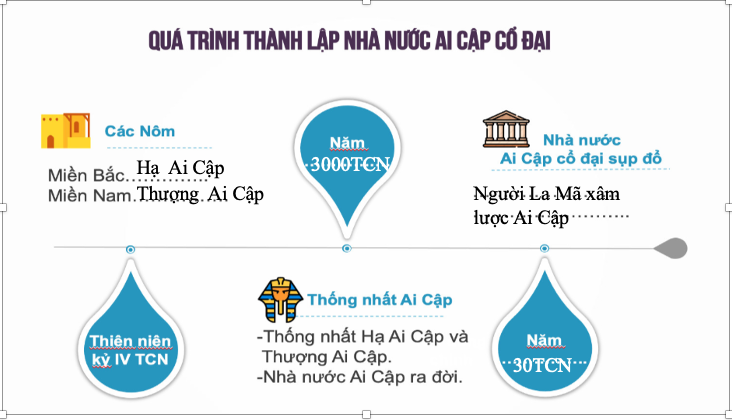 QUÁ TRÌNH THÀNH LẬP NHÀ NƯỚC AI CẬP CỔ ĐẠI
Các Nôm
Miền Bắc...Hạ Ai Cập
Miền Nam...Thượng Ai Cập
Năm
3000TCN
Nhà nước
Ai Cập cổ đại sụp đổ
Người La Mã xâm
lược Ai Cập
Thiên niên
kỷ IV TCN
Thống nhất Ai Cập
-Thống nhất Hạ Ai Cập và
Thượng Ai Cập.
-Nhà nước Ai Cập ra đời.
Năm
30TCN